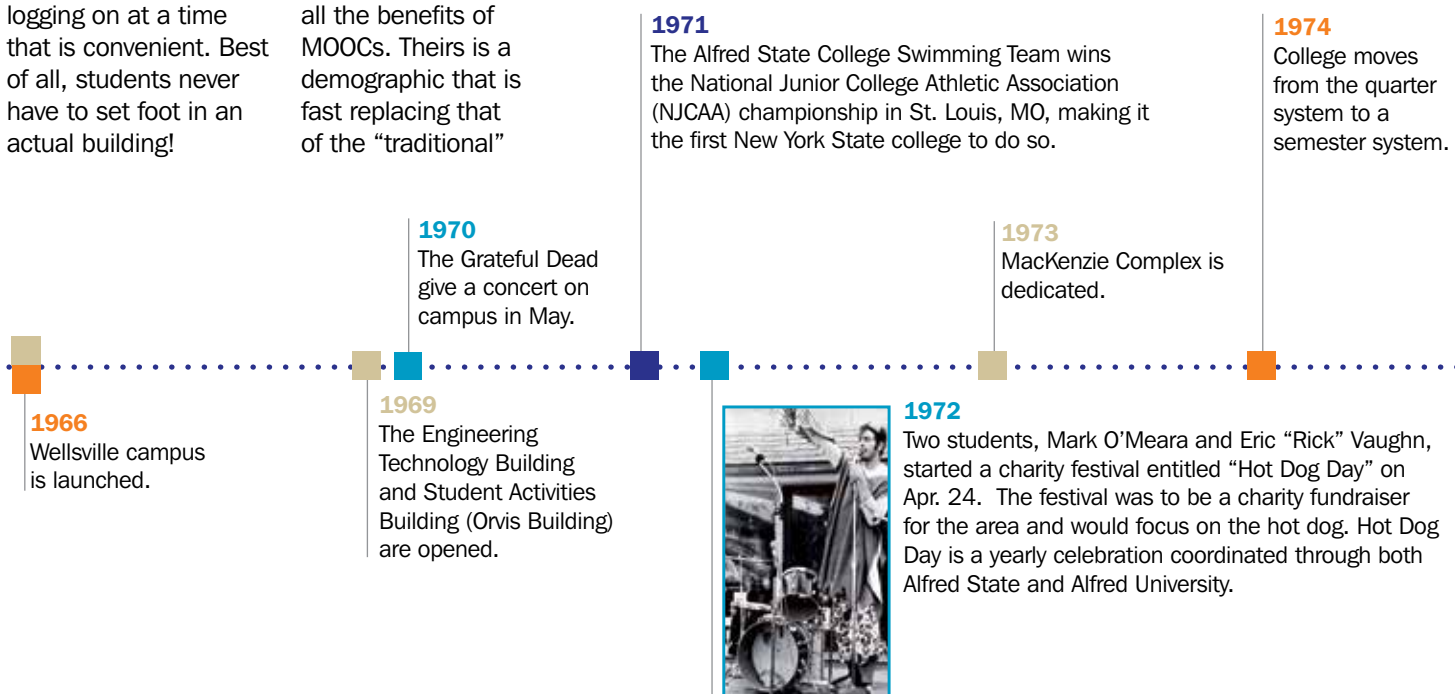 logging on at a time
that is convenient. Best
of all, students never
have to set foot in an
actual building!
all the benefits of
MOOCs. Theirs is a
demographic that is
fast replacing that
of the “traditional”
1966
Wellsville campus
is launched.
1969
The Engineering
Technology Building
and Student Activities
Building (Orvis Building)
are opened.
1970
The Grateful Dead
give a concert on
campus in May.
1971
The Alfred State College Swimming Team wins
the National Junior College Athletic Association
(NJCAA) championship in St. Louis, MO, making it
the first New York State college to do so.
1972
Two students, Mark O’Meara and Eric “Rick” Vaughn,
started a charity festival entitled “Hot Dog Day” on
Apr. 24.  The festival was to be a charity fundraiser
for the area and would focus on the hot dog. Hot Dog
Day is a yearly celebration coordinated through both
Alfred State and Alfred University.
1973
MacKenzie Complex is
dedicated.
1974
College moves
from the quarter
system to a
semester system.